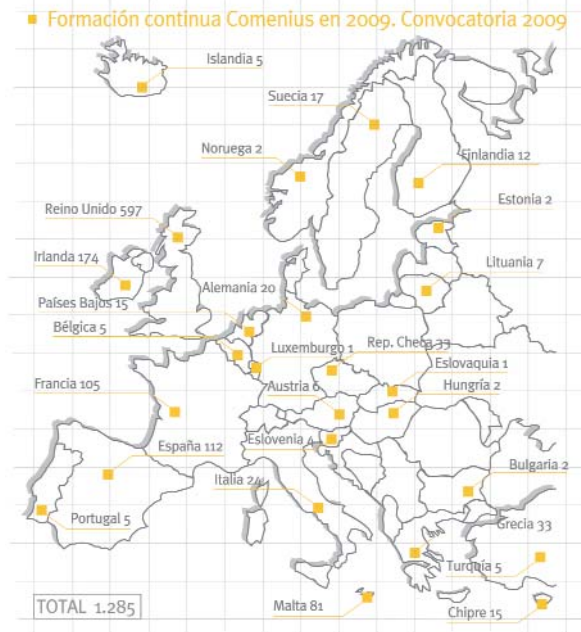 Formación continua Comenius en 2009. Convocatoria 2009
Islandia 5
Suecia 17
Noruega 2
Finlandia 12
Estonia 2
Reino Unido 597
Irlanda 174
Lituania 7
Alemania 20
Países Bajos 15
Bélgica 5
Luxemburgo 1
Rep. Checa 33
Eslovaquia 1
Francia 105
Austria 6
Hungría 2
España 112
Eslovenia 4
Italia 24
Bulgaria 2
Portugal 5
Grecia 33
Turquía 5
TOTAL 1.285
Malta 81
Chipre 15